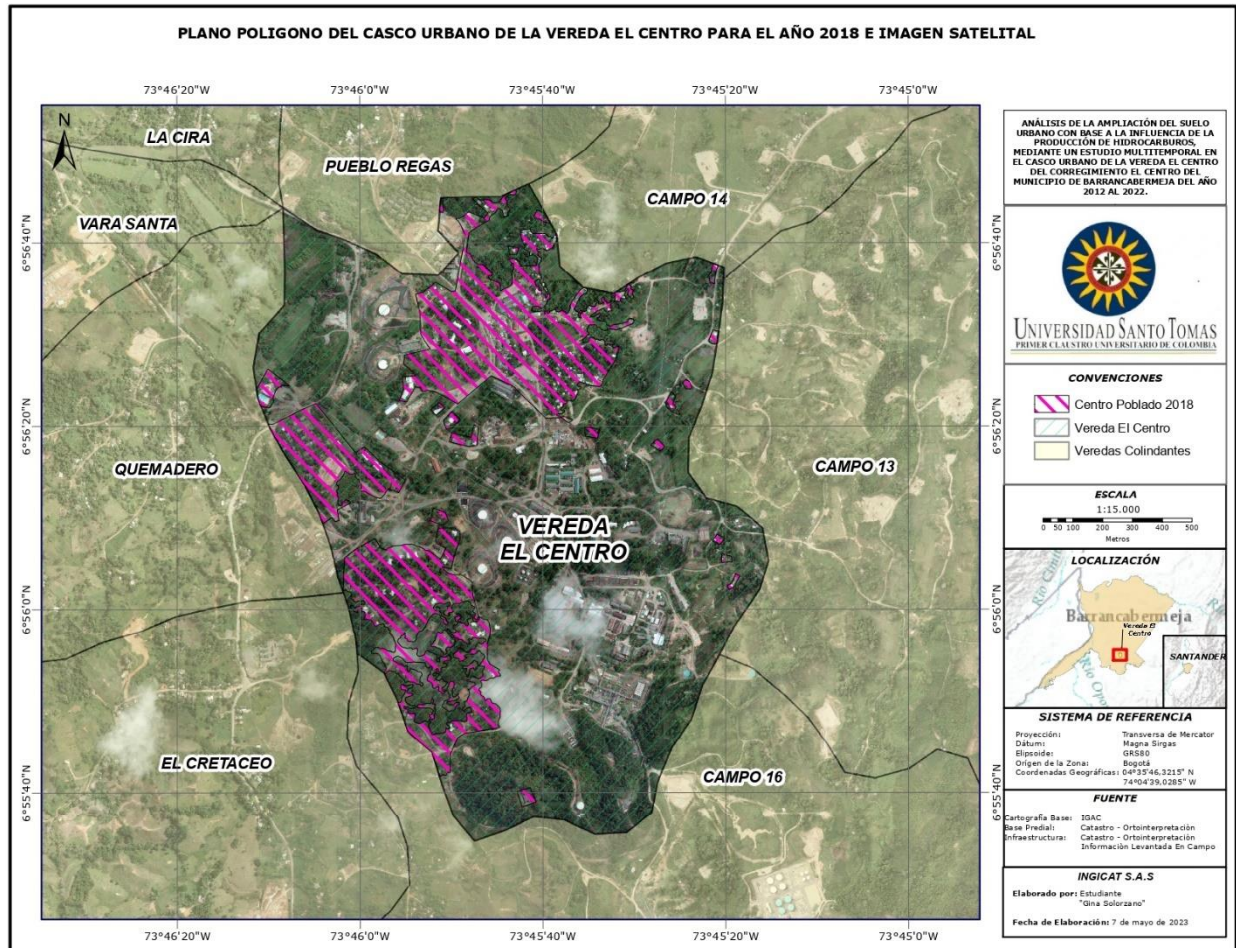 PLANO POLIGONO DEL CASCO URBANO DE LA VEREDA EL CENTRO PARA EL AÑO 2018 E IMAGEN SATELITAL
73°46'20"W
73°46'0"W
73°45'40"W
73°45'20"W
73°45'0"W
N
LA CIRA
PUEBLO REGAS
CAMPO 14
VARA SANTA
6°56'40"N
6°56'40"N
6°56'20"N
6°56'20"N
QUEMADERO
CAMPO 13
VEREDA
EL CENTRO
6°56'0"N
6°56'0"N
EL CRETACEO
CAMPO 16
6°55'40"N
6°55'40"N
73°46'20"W
73°46'0"W
73°45'40"W
73°45'20"W
73°45'0"W
ANÁLISIS DE LA AMPLIACIÓN DEL SUELO
URBANO CON BASE A LA INFLUENCIA DE LA
PRODUCCIÓN DE HIDROCARBUROS,
MEDIANTE UN ESTUDIO MULTITEMPORAL EN
EL CASCO URBANO DE LA VEREDA EL CENTRO
DEL CORREGIMIENTO EL CENTRO DEL
MUNICIPIO DE BARRANCABERMEJA DEL AÑO
2012 AL 2022.
UNIVERSIDAD SANTO TOMAS
PRIMER CLAUSTRO UNIVERSITARIO DE COLOMBIA
CONVENCIONES
Centro Poblado 2018
Vereda El Centro
Veredas Colindantes
ESCALA
1:15.000
0 50 100 200 300 400 500
Metros
LOCALIZACIÓN
Barrancabermeja
Vereda El
Centro
SANTANDER
Río Opo
SISTEMA DE REFERENCIA
Proyección: Transversa de Mercator
Dátum: Magna Sirgas
Elipsoide: GRS80
Orígen de la Zona: Bogotá
Coordenadas Geográficas: 04°35'46,3215" N
74°04'39,0285" W
FUENTE
Cartografía Base: IGAC
Base Predial: Catastro - Ortointerpretación
Infraestructura: Catastro - Ortointerpretación
Información Levantada En Campo
INGICAT S.A.S
Elaborado por: Estudiante
"Gina Solorzano"
Fecha de Elaboración: 7 de mayo de 2023